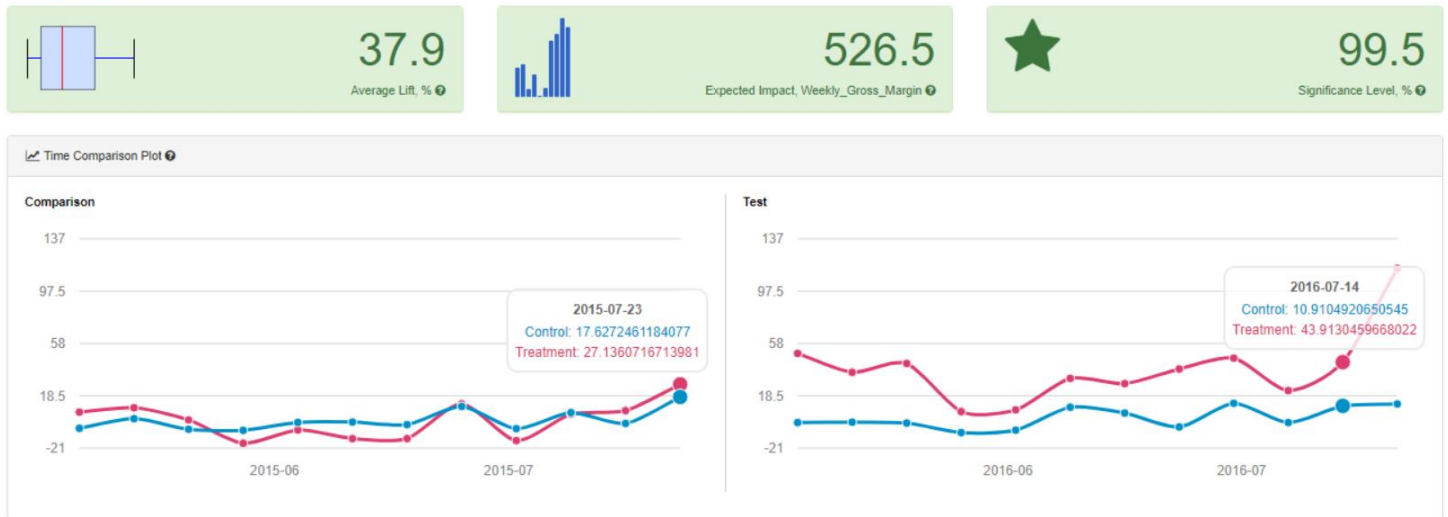 37.9
Average Lift, %
526.5
Expected Impact, Weekly_Gross_Margin
99.5
Significance Level, %
Time Comparison Plot
Comparison
137
97.5
58
18.5
-21
2015-06
2015-07
2015-07-23
Control: 17.6272461184077
Treatment: 27.1360716713981
Test
137
97.5
58
18.5
-21
2016-06
2016-07
2016-07-14
Control: 10.9104920650545
Treatment: 43.9130459668022